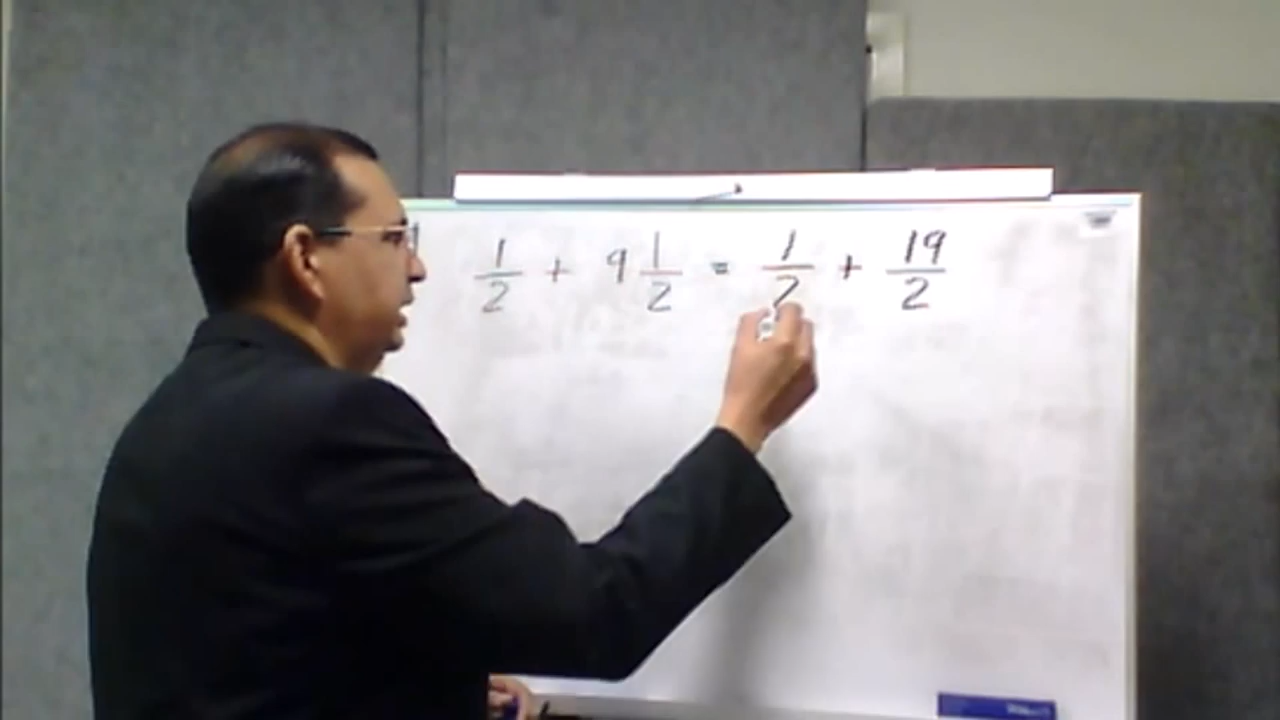 1/2 + 9 1/2 = 1/2 + 19/2